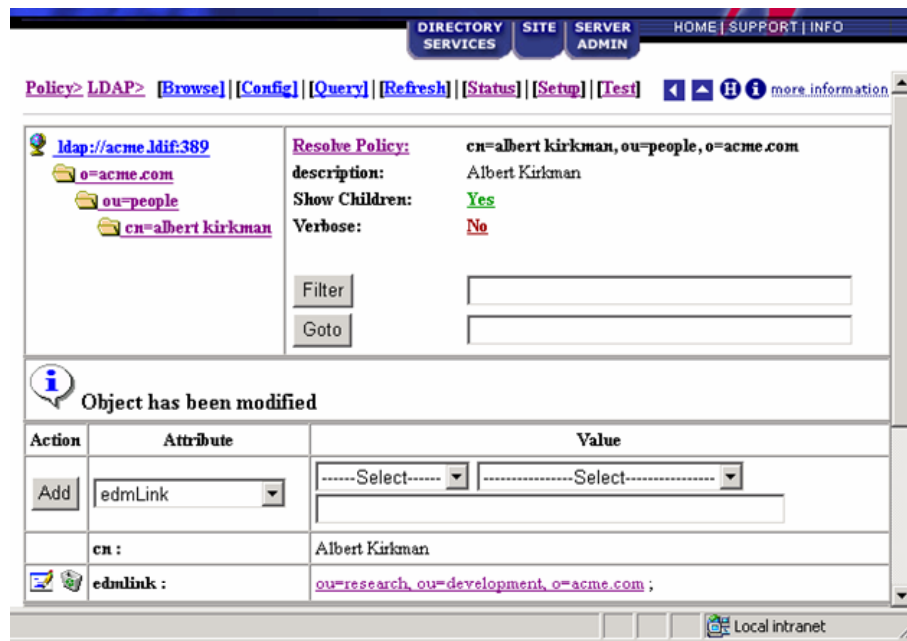 DIRECTORY SERVICES SITE SERVER ADMIN HOME | SUPPORT | INFO
Policy> LDAP> [Browse] | [Config] | [Query] | [Refresh] | [Status] | [Setup] | [Test] H i more information
ldap://acme.ldif:389
o=acme.com
ou=people
cn=albert kirkman
Resolve Policy: cn=albert kirkman, ou=people, o=acme.com
description: Albert Kirkman
Show Children: Yes
Verbose: No
Filter
Goto
i Object has been modified
Action Attribute Value
Add edmLink ------Select------ ----------------Select----------------
cn : Albert Kirkman
edmlink : ou=research, ou=development, o=acme.com ;
Local intranet